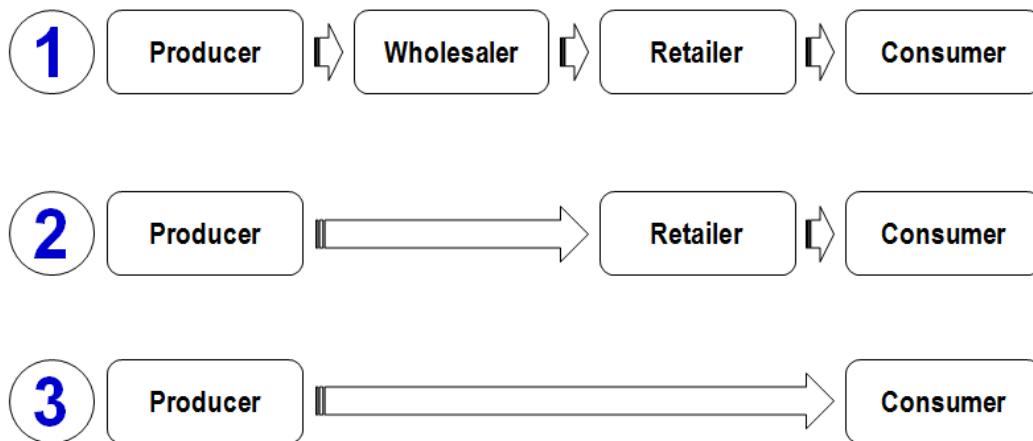 1 Producer Wholesaler Retailer Consumer
2 Producer Retailer Consumer
3 Producer Consumer